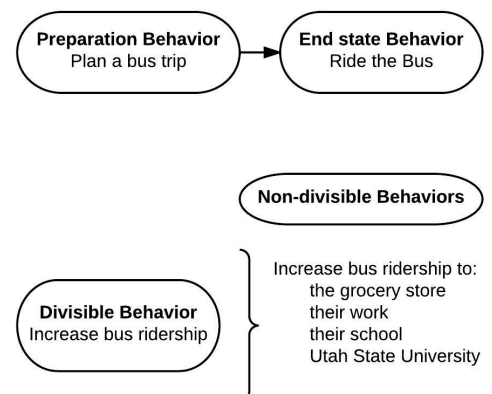 Preparation Behavior
Plan a bus trip
End state Behavior
Ride the Bus
Non-divisible Behaviors
Divisible Behavior
Increase bus ridership
Increase bus ridership to:
the grocery store
their work
their school
Utah State University